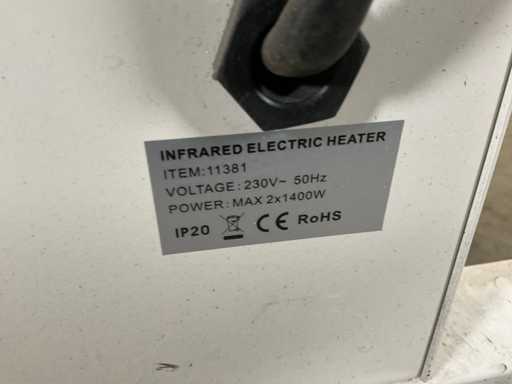 INFRARED ELECTRIC HEATER
ITEM:11381
VOLTAGE:230V~ 50Hz
POWER:MAX 2x1400W
IP20 CE RoHS